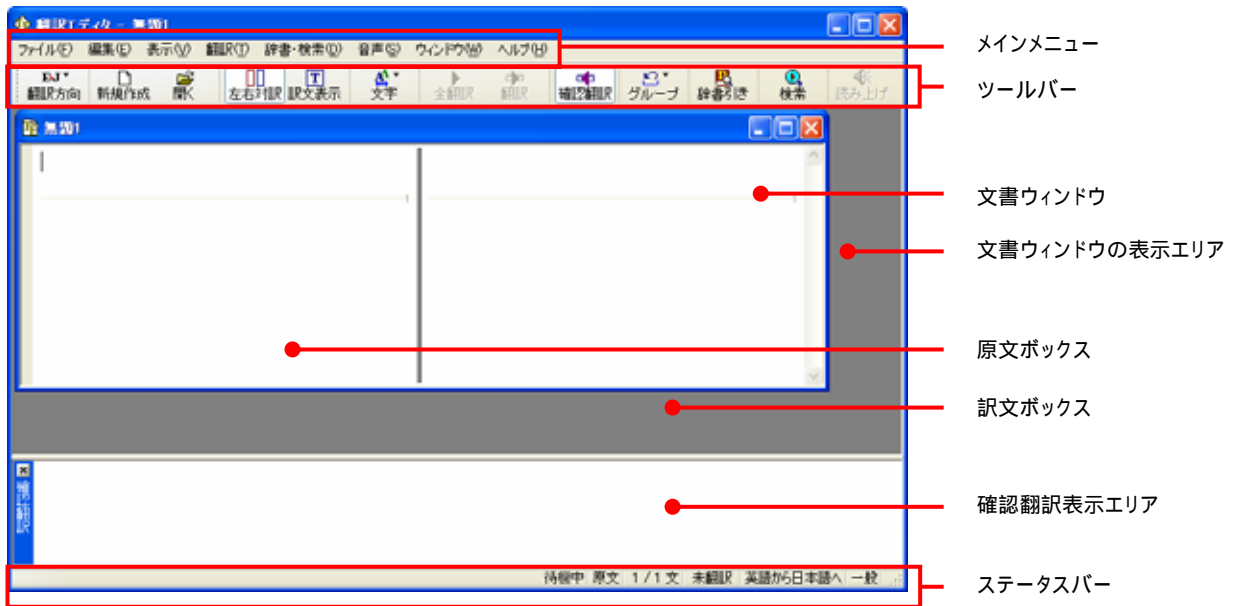 翻訳エディタ - 無題1
ファイル(F) 編集(E) 表示(V) 翻訳(T) 辞書・検索(D) 音声(S) ウィンドウ(W) ヘルプ(H)
メインメニュー
EJ
翻訳方向 新規作成 開く 左右対訳 訳文表示 文字 全翻訳 翻訳 確認翻訳 グループ 辞書引き 検索 読み上げ
ツールバー
無題1
1 1
文書ウィンドウ
文書ウィンドウの表示エリア
原文ボックス
訳文ボックス
確認翻訳
確認翻訳表示エリア
待機中 原文 1/1文 未翻訳 英語から日本語へ 一般
ステータスバー